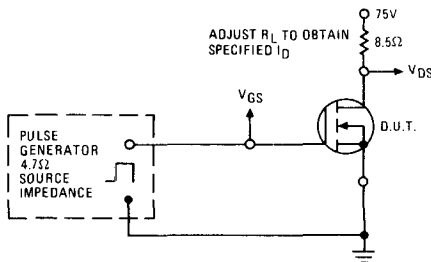 75V
ADJUST RL TO OBTAIN
SPECIFIED ID
8.5Ω
VDS
VGS
D.U.T.
PULSE
GENERATOR
4.7Ω
SOURCE
IMPEDANCE